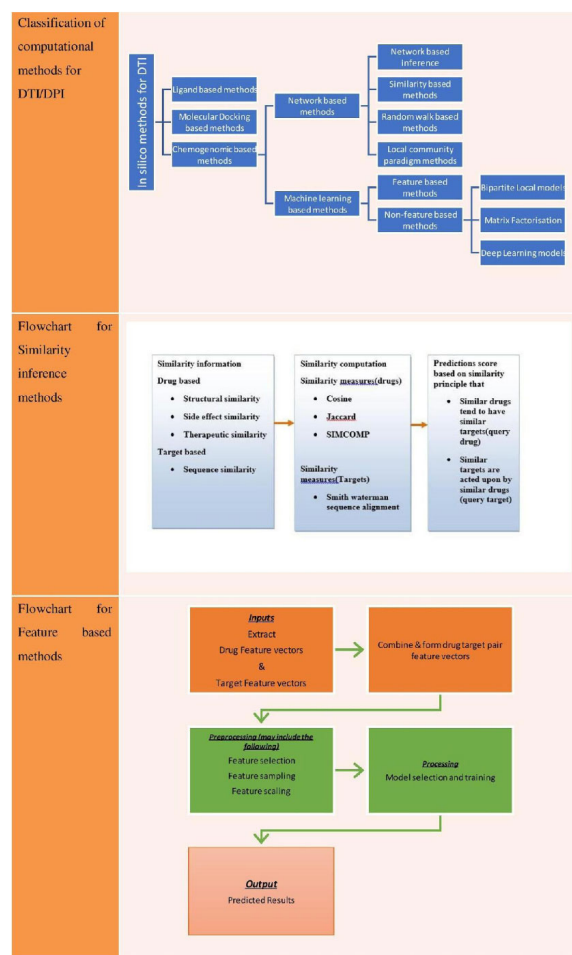 Classification of
computational
methods for
DTI/DPI
In silico methods for DTI
Ligand based methods
Molecular Docking
based methods
Chemogenomic based
methods
Network based
methods
Machine learning
based methods
Network based
inference
Similarity based
methods
Random walk based
methods
Local community
paradigm methods
Feature based
methods
Non-feature based
methods
Bipartite Local models
Matrix Factorisation
Deep Learning models
Flowchart for
Similarity
inference
methods
Similarity information
Drug based
• Structural similarity
• Side effect similarity
• Therapeutic similarity
Target based
• Sequence similarity
Similarity computation
Similarity measures(drugs)
• Cosine
• Jaccard
• SIMCOMP
Similarity
measures(Targets)
• Smith waterman
sequence alignment
Predictions score
based on similarity
principle that
• Similar drugs
tend to have
similar
targets(query
drug)
• Similar
targets are
acted upon by
similar drugs
(query target)
Flowchart for
Feature based
methods
Inputs
Extract
Drug Feature vectors
&
Target Feature vectors
Combine & form drug target pair
feature vectors
Preprocessing (may include the
following)
Feature selection
Feature sampling
Feature scaling
Processing
Model selection and training
Output
Predicted Results